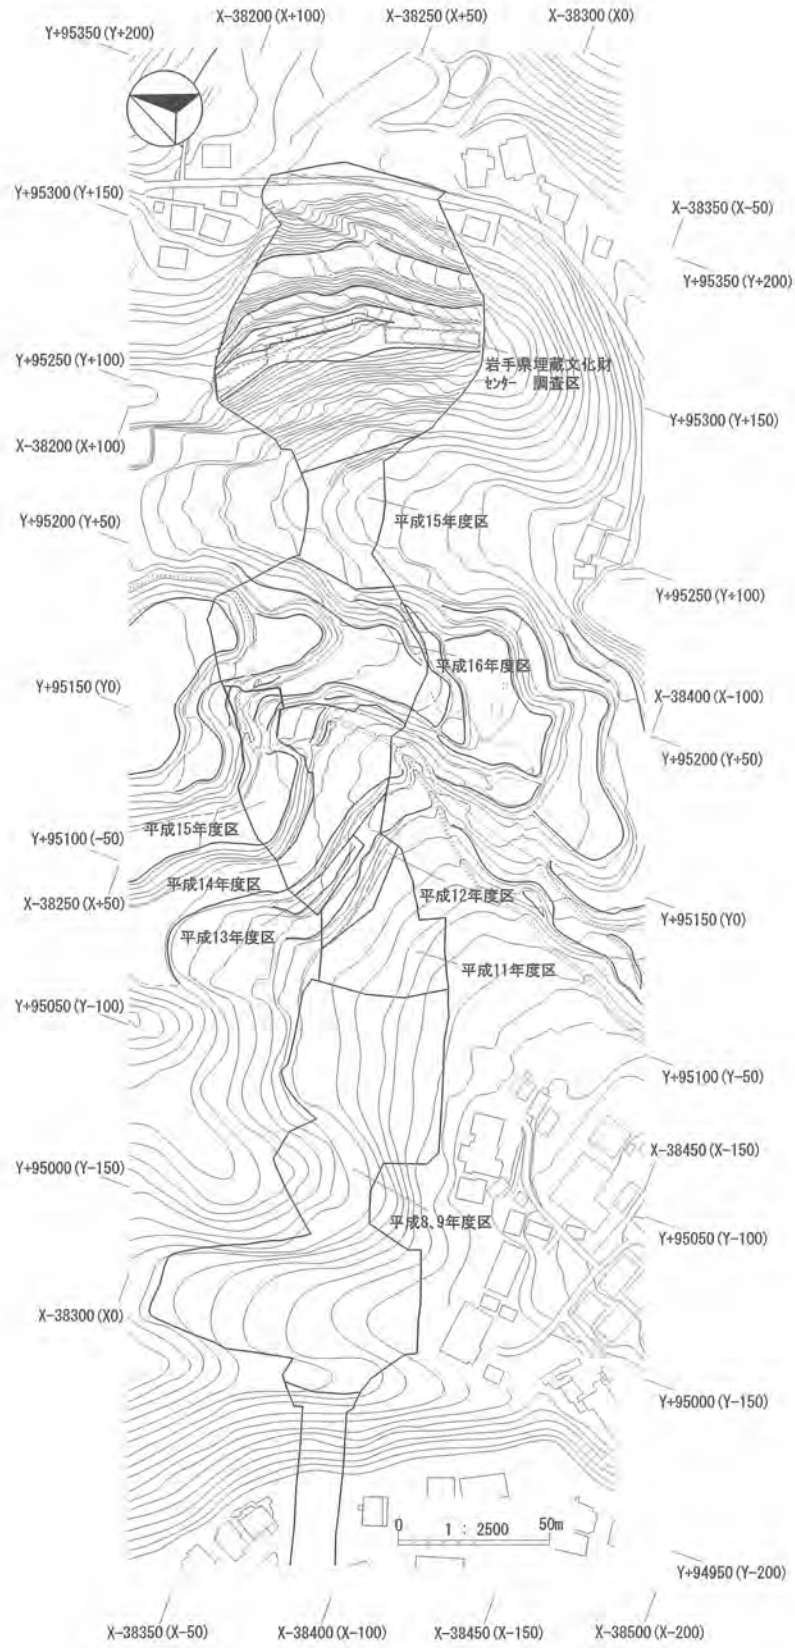 X-38200(X+100)
X-38250(X+50)
X-38300(X0)
Y+95350(Y+200)
Y+95300(Y+150)
X-38350(X-50)
Y+95350(Y+200)
Y+95250(Y+100)
岩手県埋蔵文化財
センター 調査区
Y+95300(Y+150)
X-38200(X+100)
Y+95200(Y+50)
平成15年度区
Y+95250(Y+100)
平成16年度区
Y+95150(Y0)
X-38400(X-100)
Y+95200(Y+50)
平成15年度区
Y+95100(-50)
平成14年度区
平成12年度区
X-38250(X+50)
Y+95150(Y0)
平成13年度区
平成11年度区
Y+95050(Y-100)
Y+95100(Y-50)
X-38450(X-150)
Y+95000(Y-150)
平成8、9年度区
Y+95050(Y-100)
X-38300(X0)
Y+95000(Y-150)
0 1 : 2500 50m
Y+94950(Y-200)
X-38350(X-50)
X-38400(X-100)
X-38450(X-150)
X-38500(X-200)